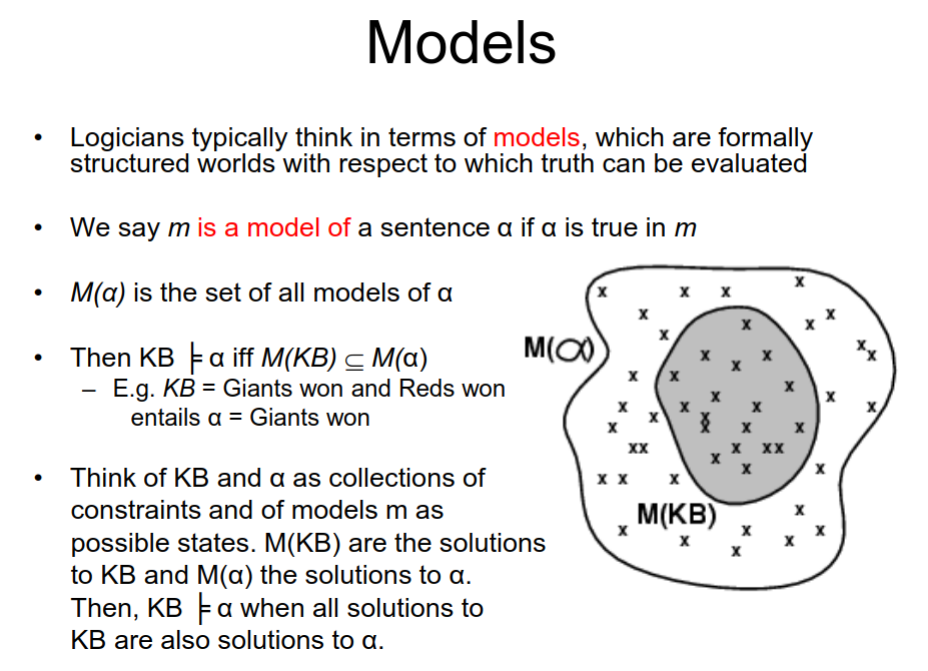 Models
• Logicians typically think in terms of models, which are formally
structured worlds with respect to which truth can be evaluated
• We say m is a model of a sentence α if α is true in m
• M(α) is the set of all models of α
• Then KB ╞ α iff M(KB) ⊆ M(α)
– E.g. KB = Giants won and Reds won
entails α = Giants won
• Think of KB and α as collections of
constraints and of models m as
possible states. M(KB) are the solutions
to KB and M(α) the solutions to α.
Then, KB ╞ α when all solutions to
KB are also solutions to α.
M(α)
M(KB)